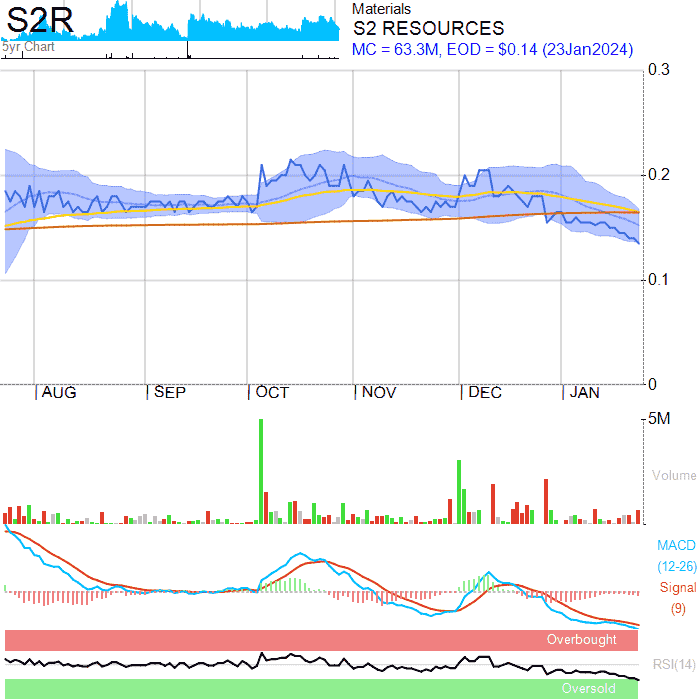 S2R
5yr Chart
Materials
S2 RESOURCES
MC = 63.3M, EOD = $0.14 (23Jan2024)
0.3
0.2
0.1
0
AUG SEP OCT NOV DEC JAN
5M
Volume
MACD
(12-26)
Signal
(9)
Overbought
RSI(14)
Oversold